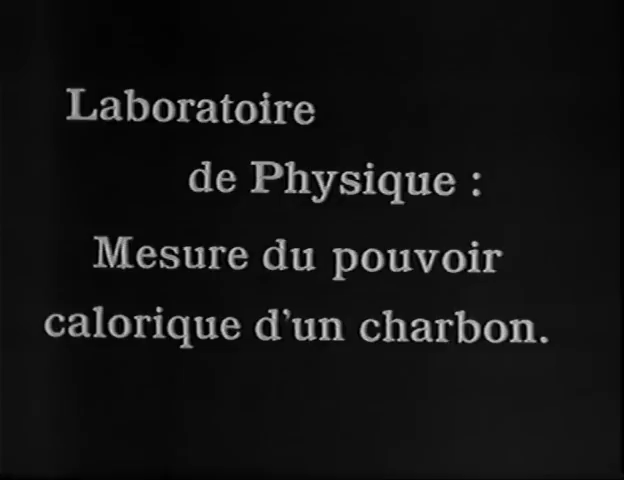 Laboratoire
de Physique :
Mesure du pouvoir
calorique d'un charbon.